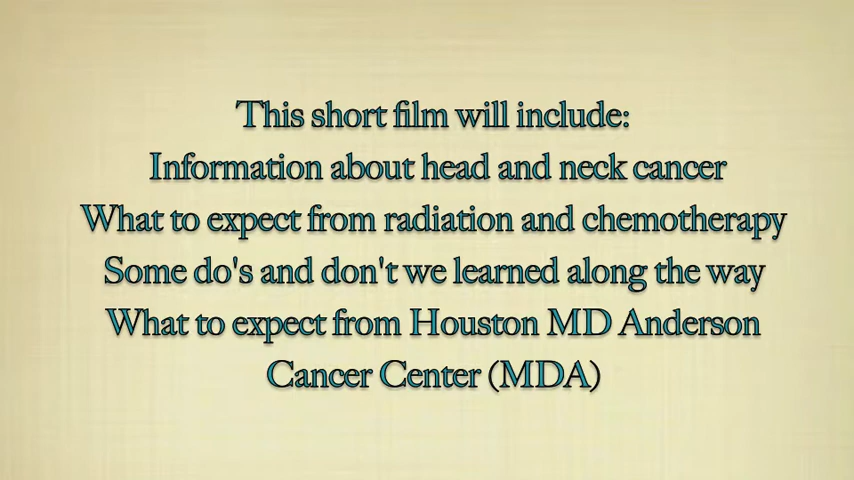 This short film will include:
Information about head and neck cancer
What to expect from radiation and chemotherapy
Some do's and don't we learned along the way
What to expect from Houston MD Anderson
Cancer Center (MDA)